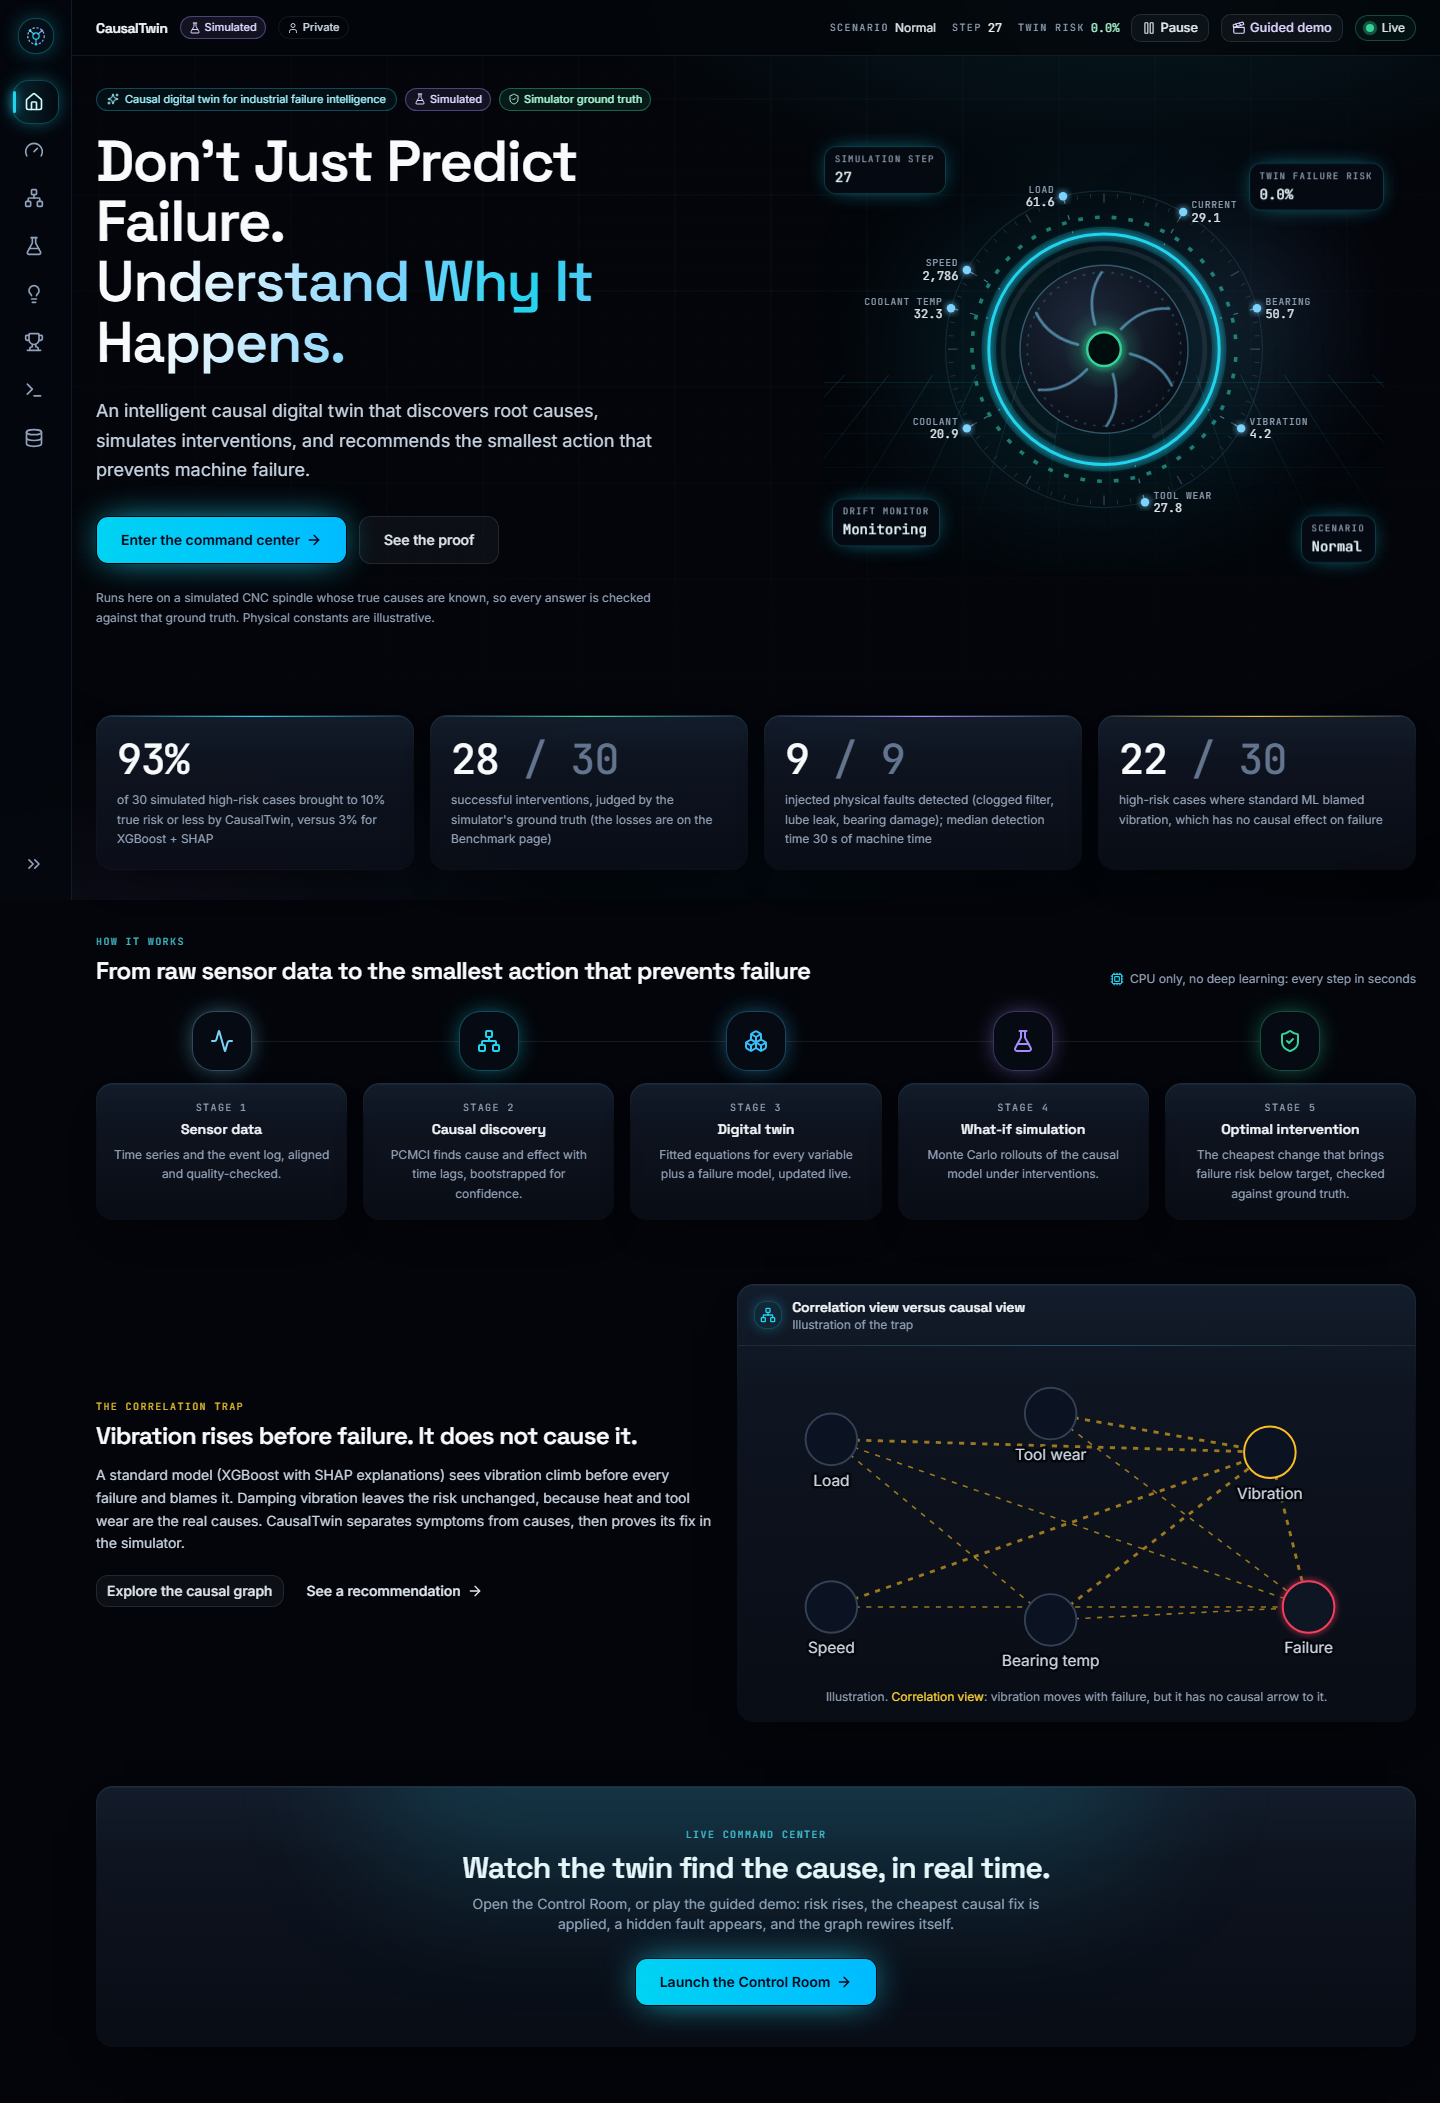 CausalTwin
Simulated
Private
SCENARIO Normal
STEP 27
TWIN RISK 0.0%
Pause
Guided demo
Live
Causal digital twin for industrial failure intelligence
Simulated
Simulator ground truth
Don't Just Predict
Failure.
Understand Why It
Happens.
An intelligent causal digital twin that discovers root causes,
simulates interventions, and recommends the smallest action that
prevents machine failure.
Enter the command center
See the proof
Runs here on a simulated CNC spindle whose true causes are known, so every answer is checked
against that ground truth. Physical constants are illustrative.
SIMULATION STEP
27
TWIN FAILURE RISK
0.0%
LOAD
61.6
CURRENT
29.1
SPEED
2,786
COOLANT TEMP
32.3
BEARING
50.7
COOLANT
20.9
VIBRATION
4.2
TOOL WEAR
27.8
DRIFT MONITOR
Monitoring
SCENARIO
Normal
93%
of 30 simulated high-risk cases brought to 10%
true risk or less by CausalTwin, versus 3% for
XGBoost + SHAP
28 / 30
successful interventions, judged by the
simulator's ground truth (the losses are on the
Benchmark page)
9 / 9
injected physical faults detected (clogged filter,
lube leak, bearing damage); median detection
time 30 s of machine time
22 / 30
high-risk cases where standard ML blamed
vibration, which has no causal effect on failure
HOW IT WORKS
From raw sensor data to the smallest action that prevents failure
CPU only, no deep learning: every step in seconds
STAGE 1
Sensor data
Time series and the event log, aligned
and quality-checked.
STAGE 2
Causal discovery
PCMCI finds cause and effect with
time lags, bootstrapped for
confidence.
STAGE 3
Digital twin
Fitted equations for every variable
plus a failure model, updated live.
STAGE 4
What-if simulation
Monte Carlo rollouts of the causal
model under interventions.
STAGE 5
Optimal intervention
The cheapest change that brings
failure risk below target, checked
against ground truth.
THE CORRELATION TRAP
Vibration rises before failure. It does not cause it.
A standard model (XGBoost with SHAP explanations) sees vibration climb before every
failure and blames it. Damping vibration leaves the risk unchanged, because heat and tool
wear are the real causes. CausalTwin separates symptoms from causes, then proves its fix in
the simulator.
Explore the causal graph
See a recommendation
Correlation view versus causal view
Illustration of the trap
Tool wear
Load
Vibration
Speed
Bearing temp
Failure
Illustration. Correlation view: vibration moves with failure, but it has no causal arrow to it.
LIVE COMMAND CENTER
Watch the twin find the cause, in real time.
Open the Control Room, or play the guided demo: risk rises, the cheapest causal fix is
applied, a hidden fault appears, and the graph rewires itself.
Launch the Control Room